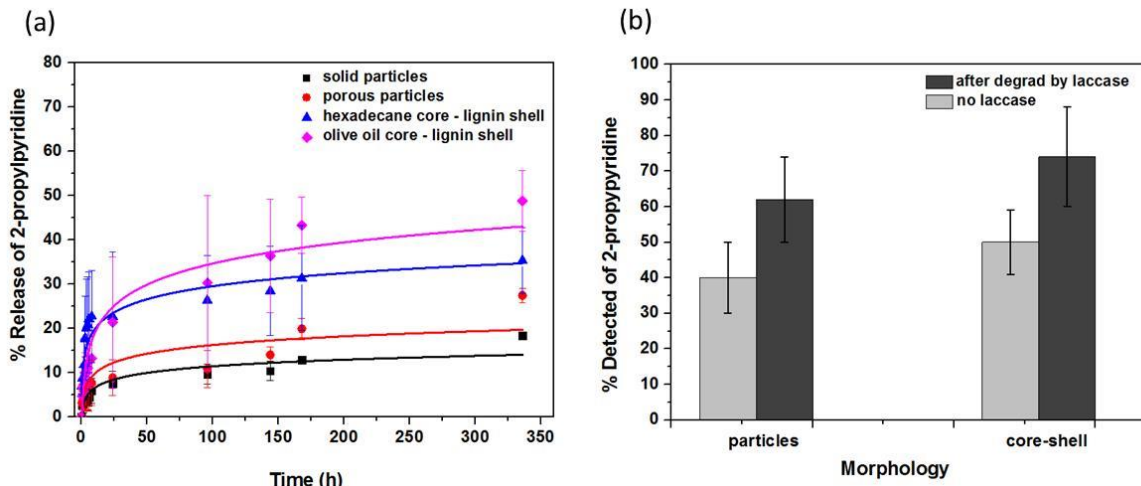 (a)
% Release of 2-propylpyridine
80
70
60
50
40
30
20
10
0
solid particles
porous particles
hexadecane core - lignin shell
olive oil core - lignin shell
0 50 100 150 200 250 300 350
Time (h)
(b)
% Detected of 2-propypyridine
100
90
80
70
60
50
40
30
20
10
0
after degrad by laccase
no laccase
particles core-shell
Morphology